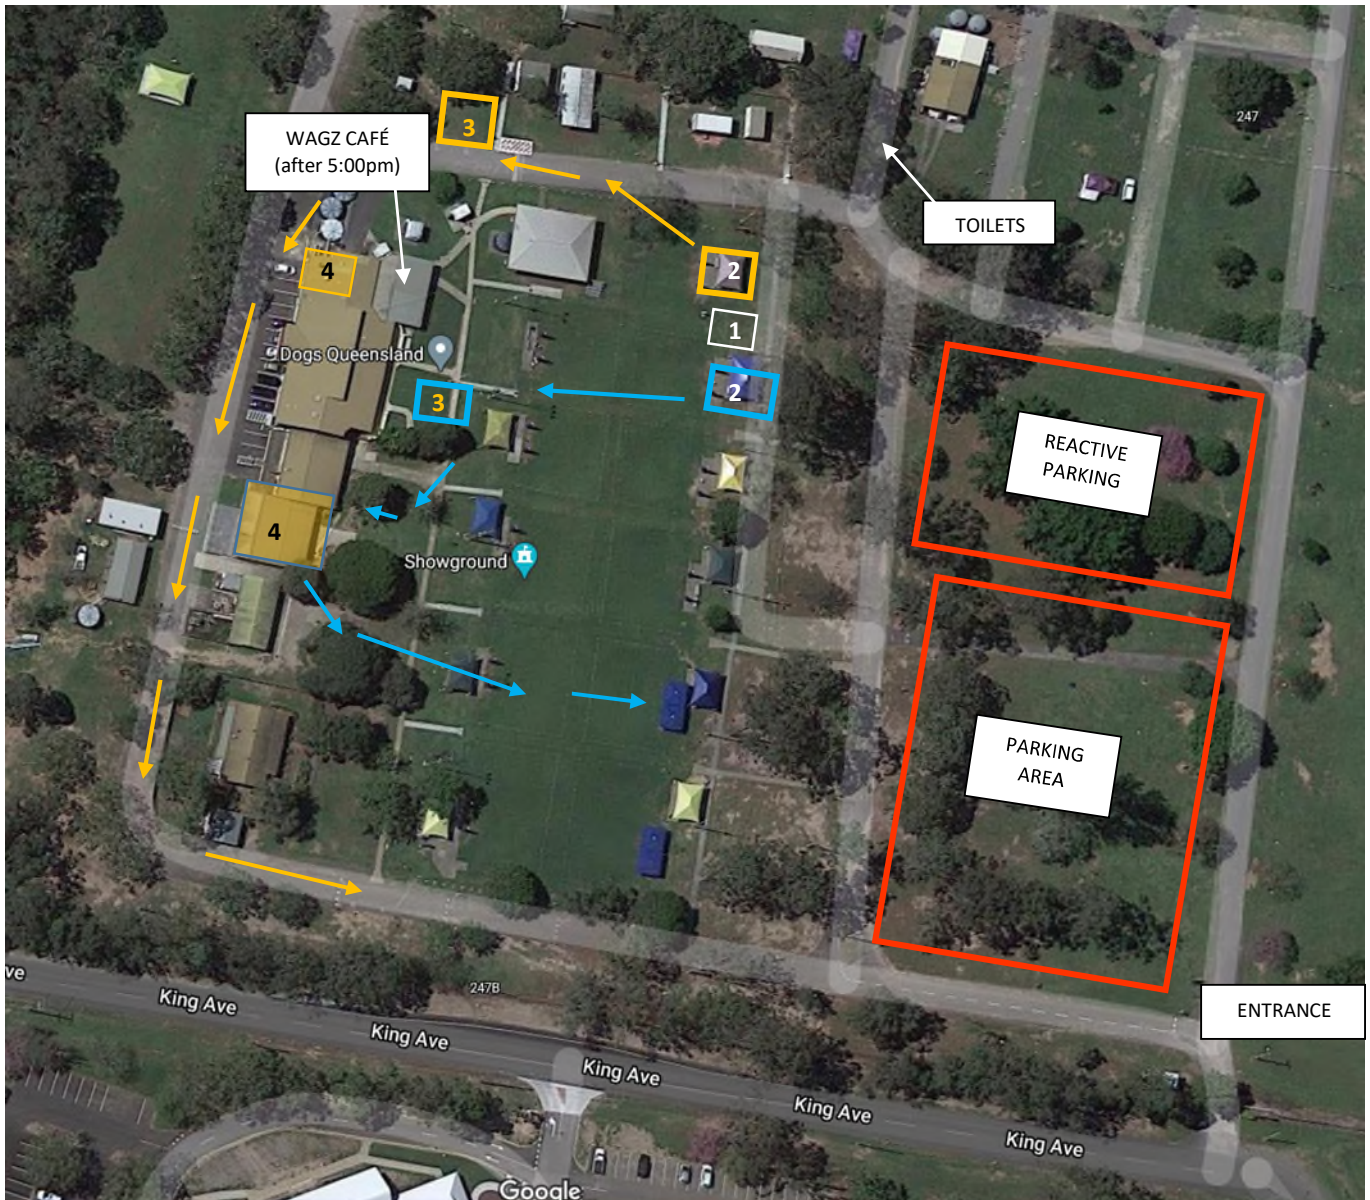 247
3
WAGZ CAFÉ
(after 5:00pm)
TOILETS
4
2
1
Dogs Queensland
2
3
REACTIVE
PARKING
4
Showground
PARKING
AREA
ve
King Ave
247B
King Ave
King Ave
King Ave
King Ave
ENTRANCE
Google